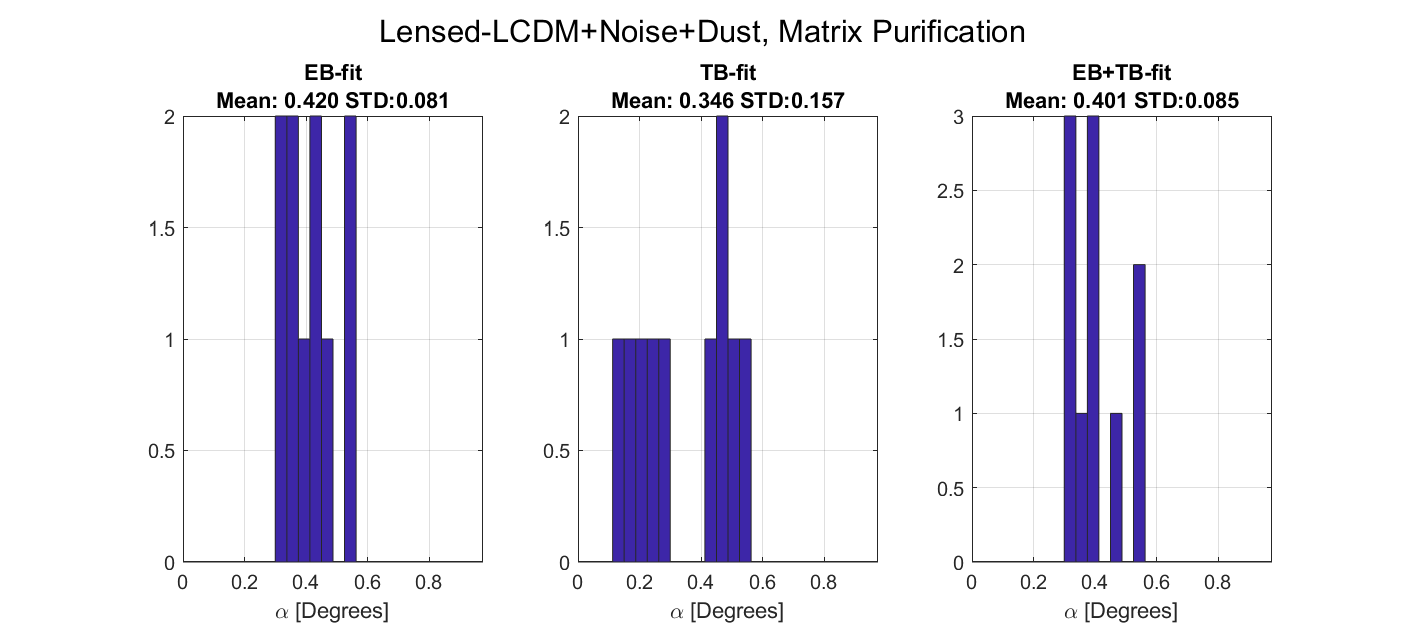 Lensed-LCDM+Noise+Dust, Matrix Purification
EB-fit
Mean: 0.420 STD:0.081
2
1.5
1
0.5
0
0 0.2 0.4 0.6 0.8
α [Degrees]
TB-fit
Mean: 0.346 STD:0.157
2
1.5
1
0.5
0
0 0.2 0.4 0.6 0.8
α [Degrees]
EB+TB-fit
Mean: 0.401 STD:0.085
3
2.5
2
1.5
1
0.5
0
0 0.2 0.4 0.6 0.8
α [Degrees]